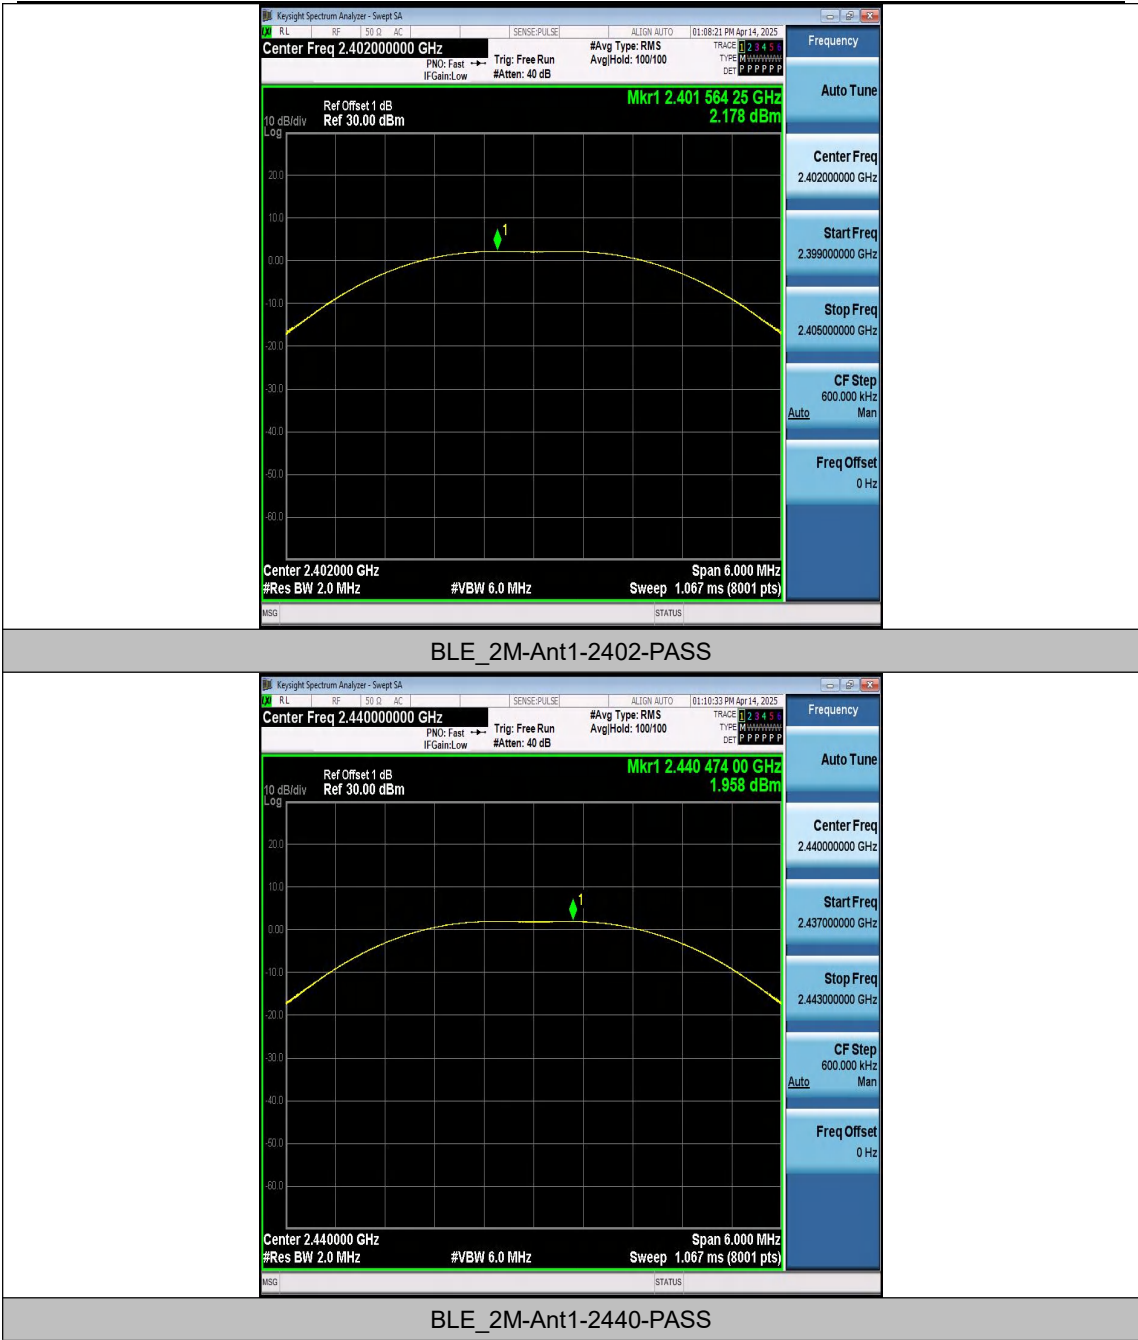 Keysight Spectrum Analyzer - Swept SA
RL RF 50 Ω AC SENSE:PULSE ALIGN AUTO 01:08:21 PM Apr 14, 2025
Center Freq 2.402000000 GHz #Avg Type: RMS TRACE 1 2 3 4 5 6
PNO: Fast Trig: Free Run Avg|Hold: 100/100 TYPE M
IFGain:Low #Atten: 40 dB DET P P P P P P
Mkr1 2.401 564 25 GHz
Ref Offset 1 dB
10 dB/div Ref 30.00 dBm 2.178 dBm
Log
20.0
10.0
1
0.00
-10.0
-20.0
-30.0
-40.0
-50.0
-60.0
Center 2.402000 GHz Span 6.000 MHz
#Res BW 2.0 MHz #VBW 6.0 MHz Sweep 1.067 ms (8001 pts)
MSG STATUS
Frequency
Auto Tune
Center Freq
2.402000000 GHz
Start Freq
2.399000000 GHz
Stop Freq
2.405000000 GHz
CF Step
600.000 kHz
Auto Man
Freq Offset
0 Hz
BLE_2M-Ant1-2402-PASS
Keysight Spectrum Analyzer - Swept SA
RL RF 50 Ω AC SENSE:PULSE ALIGN AUTO 01:10:33 PM Apr 14, 2025
Center Freq 2.440000000 GHz #Avg Type: RMS TRACE 1 2 3 4 5 6
PNO: Fast Trig: Free Run Avg|Hold: 100/100 TYPE M
IFGain:Low #Atten: 40 dB DET P P P P P P
Mkr1 2.440 474 00 GHz
Ref Offset 1 dB
10 dB/div Ref 30.00 dBm 1.958 dBm
Log
20.0
10.0
1
0.00
-10.0
-20.0
-30.0
-40.0
-50.0
-60.0
Center 2.440000 GHz Span 6.000 MHz
#Res BW 2.0 MHz #VBW 6.0 MHz Sweep 1.067 ms (8001 pts)
MSG STATUS
Frequency
Auto Tune
Center Freq
2.440000000 GHz
Start Freq
2.437000000 GHz
Stop Freq
2.443000000 GHz
CF Step
600.000 kHz
Auto Man
Freq Offset
0 Hz
BLE_2M-Ant1-2440-PASS